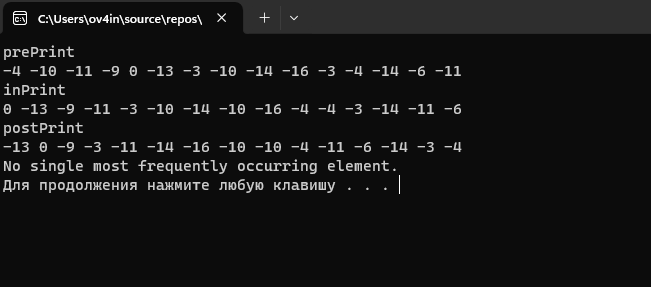 C:\Users\ov4in\source\repos\
prePrint
-4 -10 -11 -9 0 -13 -3 -10 -14 -16 -3 -4 -14 -6 -11
inPrint
0 -13 -9 -11 -3 -10 -14 -10 -16 -4 -4 -3 -14 -11 -6
postPrint
-13 0 -9 -3 -11 -14 -16 -10 -10 -4 -11 -6 -14 -3 -4
No single most frequently occurring element.
Для продолжения нажмите любую клавишу . . .